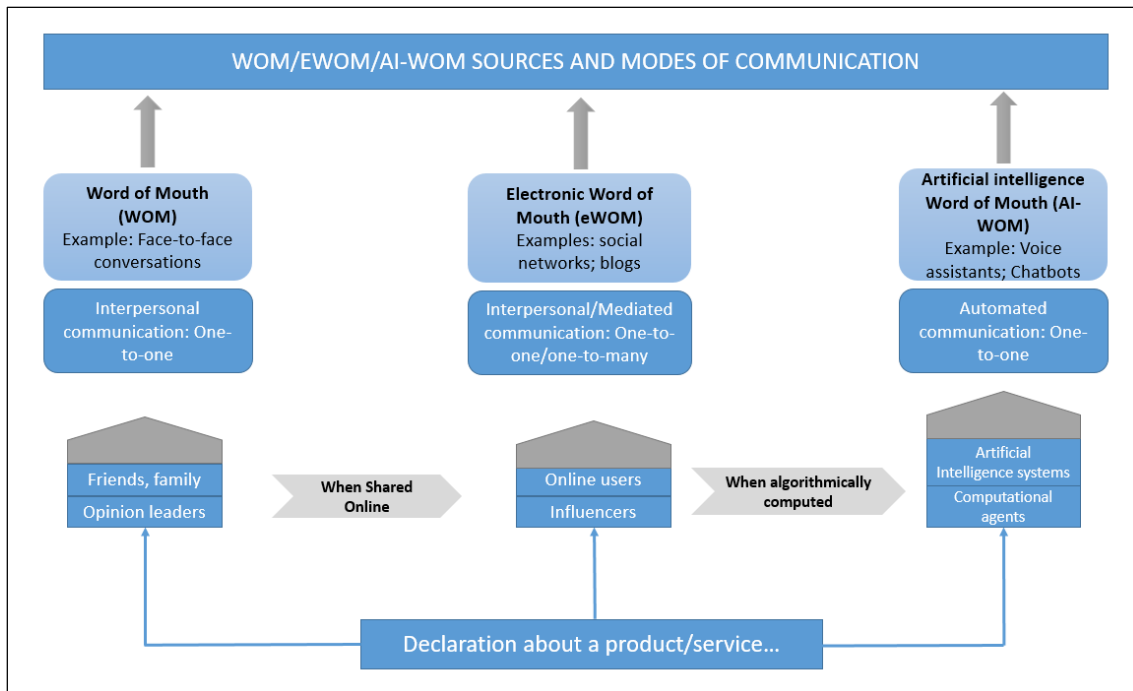 WOM/EWOM/AI-WOM SOURCES AND MODES OF COMMUNICATION
Word of Mouth
(WOM)
Example: Face-to-face
conversations
Interpersonal
communication: One-
to-one
Electronic Word of
Mouth (eWOM)
Examples: social
networks; blogs
Interpersonal/Mediated
communication: One-to-
one/one-to-many
Artificial intelligence
Word of Mouth (AI-
WOM)
Example: Voice
assistants; Chatbots
Automated
communication: One-
to-one
Friends, family
Opinion leaders
When Shared
Online
Online users
Influencers
When algorithmically
computed
Artificial
Intelligence systems
Computational
agents
Declaration about a product/service...